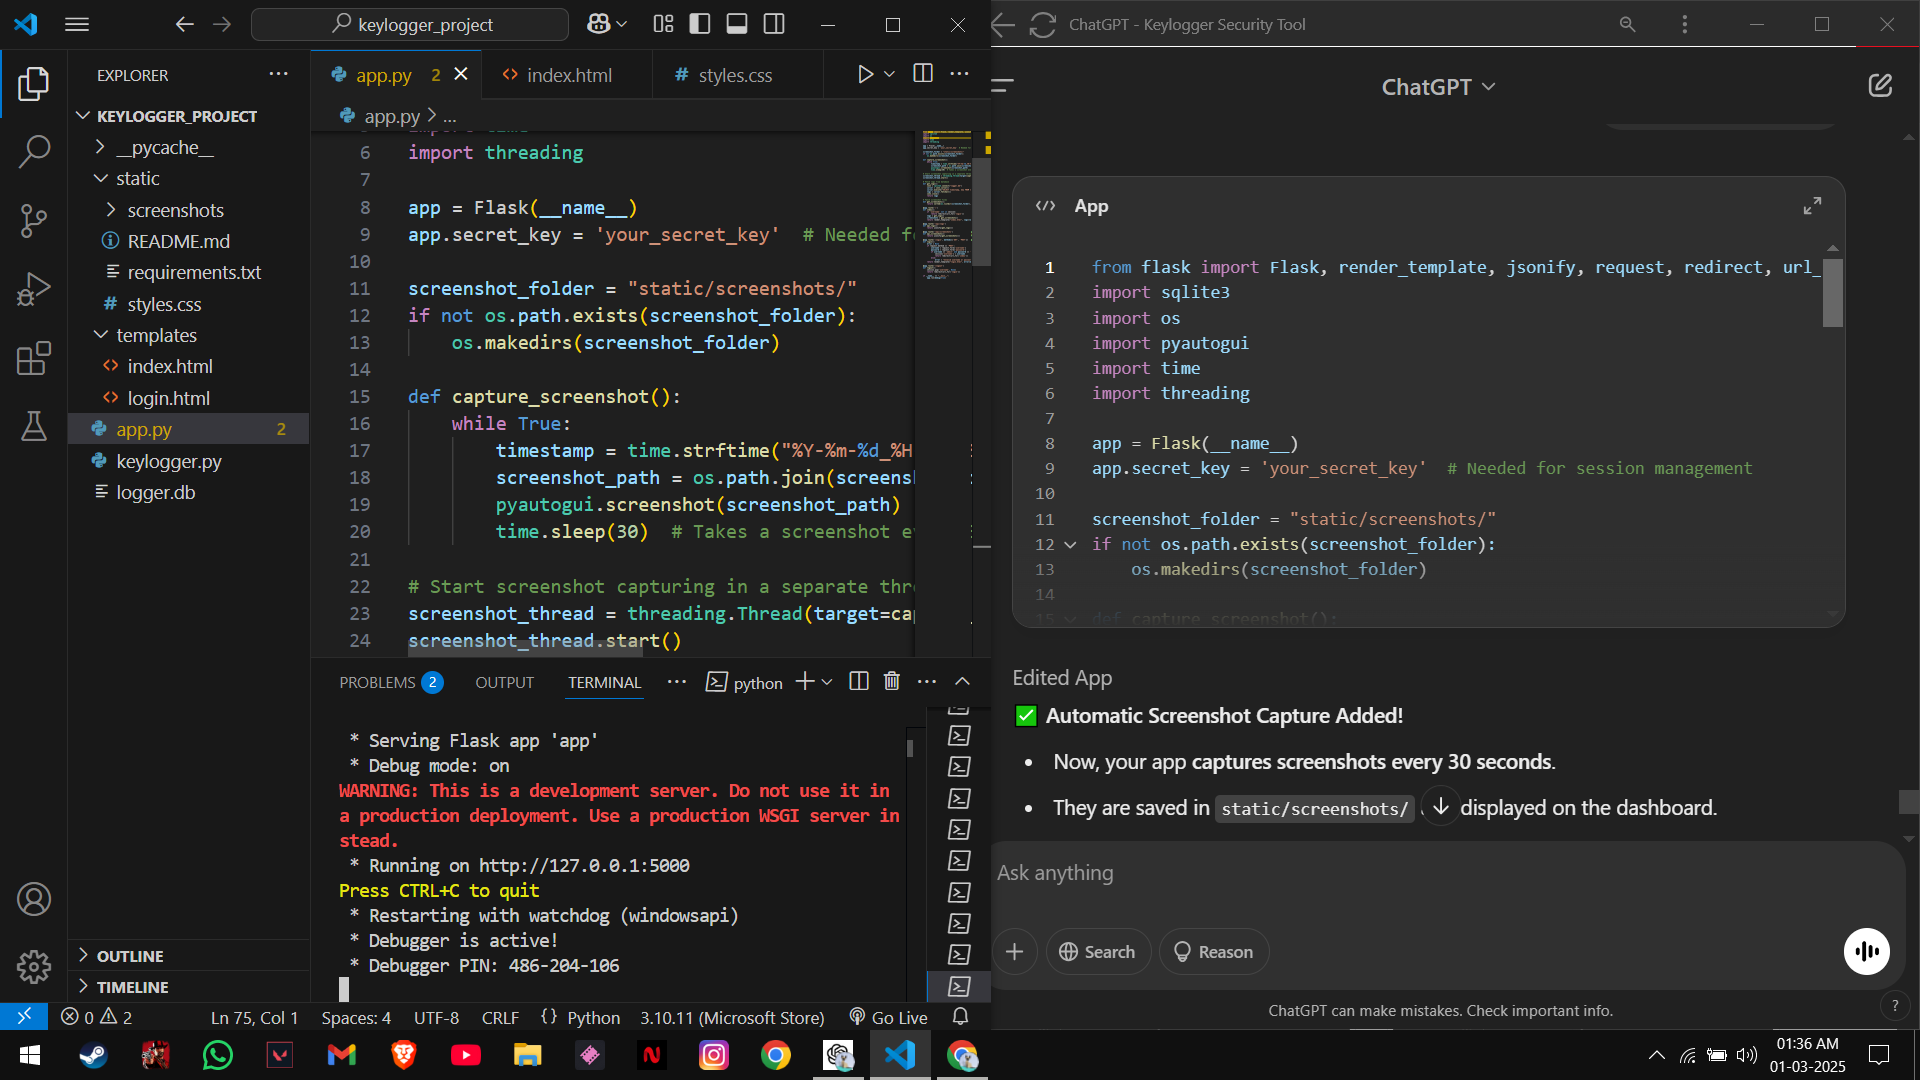 keylogger_project
EXPLORER
KEYLOGGER_PROJECT
__pycache__
static
screenshots
README.md
requirements.txt
styles.css
templates
index.html
login.html
app.py 2
keylogger.py
logger.db
OUTLINE
TIMELINE
app.py 2
index.html
styles.css
app.py > ...
6 import threading
7
8 app = Flask(__name__)
9 app.secret_key = 'your_secret_key'  # Needed fo
10
11 screenshot_folder = "static/screenshots/"
12 if not os.path.exists(screenshot_folder):
13 os.makedirs(screenshot_folder)
14
15 def capture_screenshot():
16 while True:
17 timestamp = time.strftime("%Y-%m-%d_%H
18 screenshot_path = os.path.join(screens
19 pyautogui.screenshot(screenshot_path)
20 time.sleep(30)  # Takes a screenshot e
21
22 # Start screenshot capturing in a separate thr
23 screenshot_thread = threading.Thread(target=ca
24 screenshot_thread.start()
PROBLEMS 2 OUTPUT TERMINAL python
* Serving Flask app 'app'
* Debug mode: on
WARNING: This is a development server. Do not use it in
a production deployment. Use a production WSGI server in
stead.
* Running on http://127.0.0.1:5000
Press CTRL+C to quit
* Restarting with watchdog (windowsapi)
* Debugger is active!
* Debugger PIN: 486-204-106
0 2 Ln 75, Col 1 Spaces: 4 UTF-8 CRLF {} Python 3.10.11 (Microsoft Store) Go Live
ChatGPT - Keylogger Security Tool
ChatGPT
App
1 from flask import Flask, render_template, jsonify, request, redirect, url_
2 import sqlite3
3 import os
4 import pyautogui
5 import time
6 import threading
7
8 app = Flask(__name__)
9 app.secret_key = 'your_secret_key'  # Needed for session management
10
11 screenshot_folder = "static/screenshots/"
12 if not os.path.exists(screenshot_folder):
13 os.makedirs(screenshot_folder)
14
15 def capture_screenshot():
Edited App
✅ Automatic Screenshot Capture Added!
• Now, your app captures screenshots every 30 seconds.
• They are saved in static/screenshots/ displayed on the dashboard.
Ask anything
Search
Reason
ChatGPT can make mistakes. Check important info.
?
01:36 AM
01-03-2025